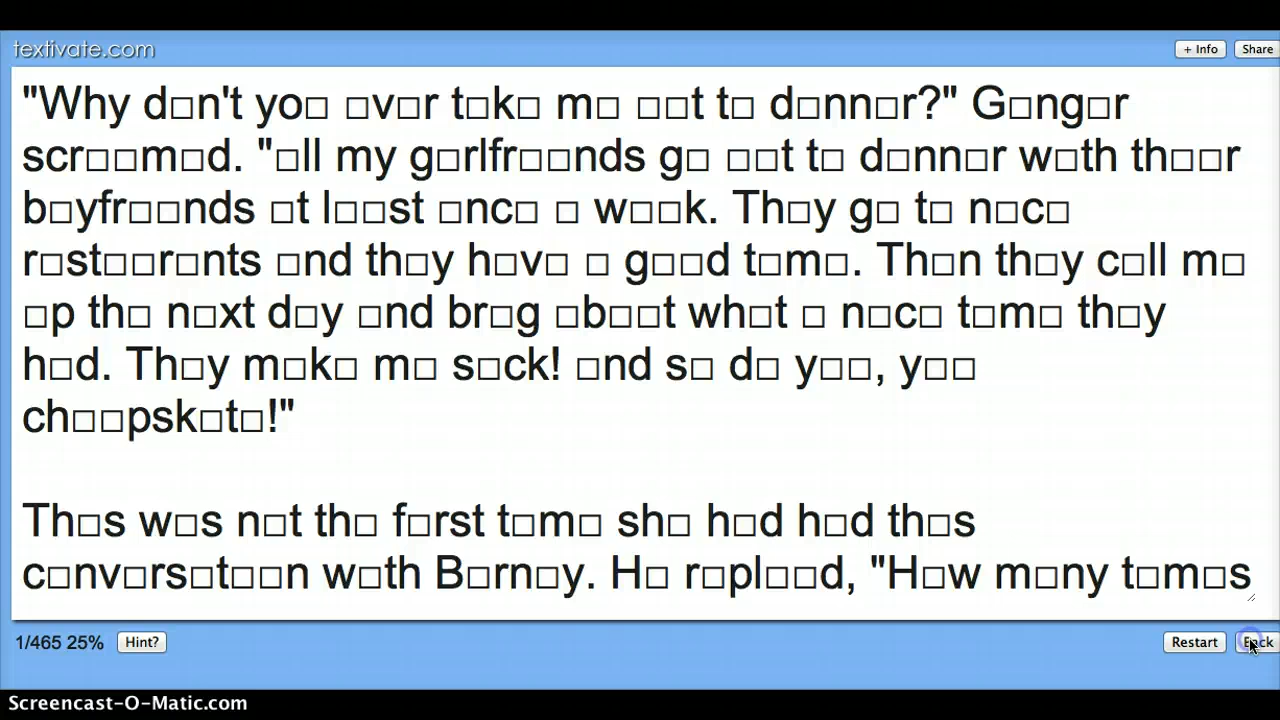 textivate.com
+ Info
Share
"Why d□n't yo□ □v□r t□k□ m□ □□t t□ d□nn□r?" G□ng□r
scr□□m□d. "□ll my g□rlfr□□nds g□ □□t t□ d□nn□r w□th th□□r
b□yfr□□nds □t l□□st □nc□ □ w□□k. Th□y g□ t□ n□c□
r□st□□r□nts □nd th□y h□v□ □ g□□d t□m□. Th□n th□y c□ll m□
□p th□ n□xt d□y □nd br□g □b□□t wh□t □ n□c□ t□m□ th□y
h□d. Th□y m□k□ m□ s□ck! □nd s□ d□ y□□, y□□
ch□□psk□t□!"
Th□s w□s n□t th□ f□rst t□m□ sh□ h□d h□d th□s
c□nv□rs□t□□n w□th B□rn□y. H□ r□pl□□d, "H□w m□ny t□m□s
1/465 25%
Hint?
Restart
Back
Screencast-O-Matic.com